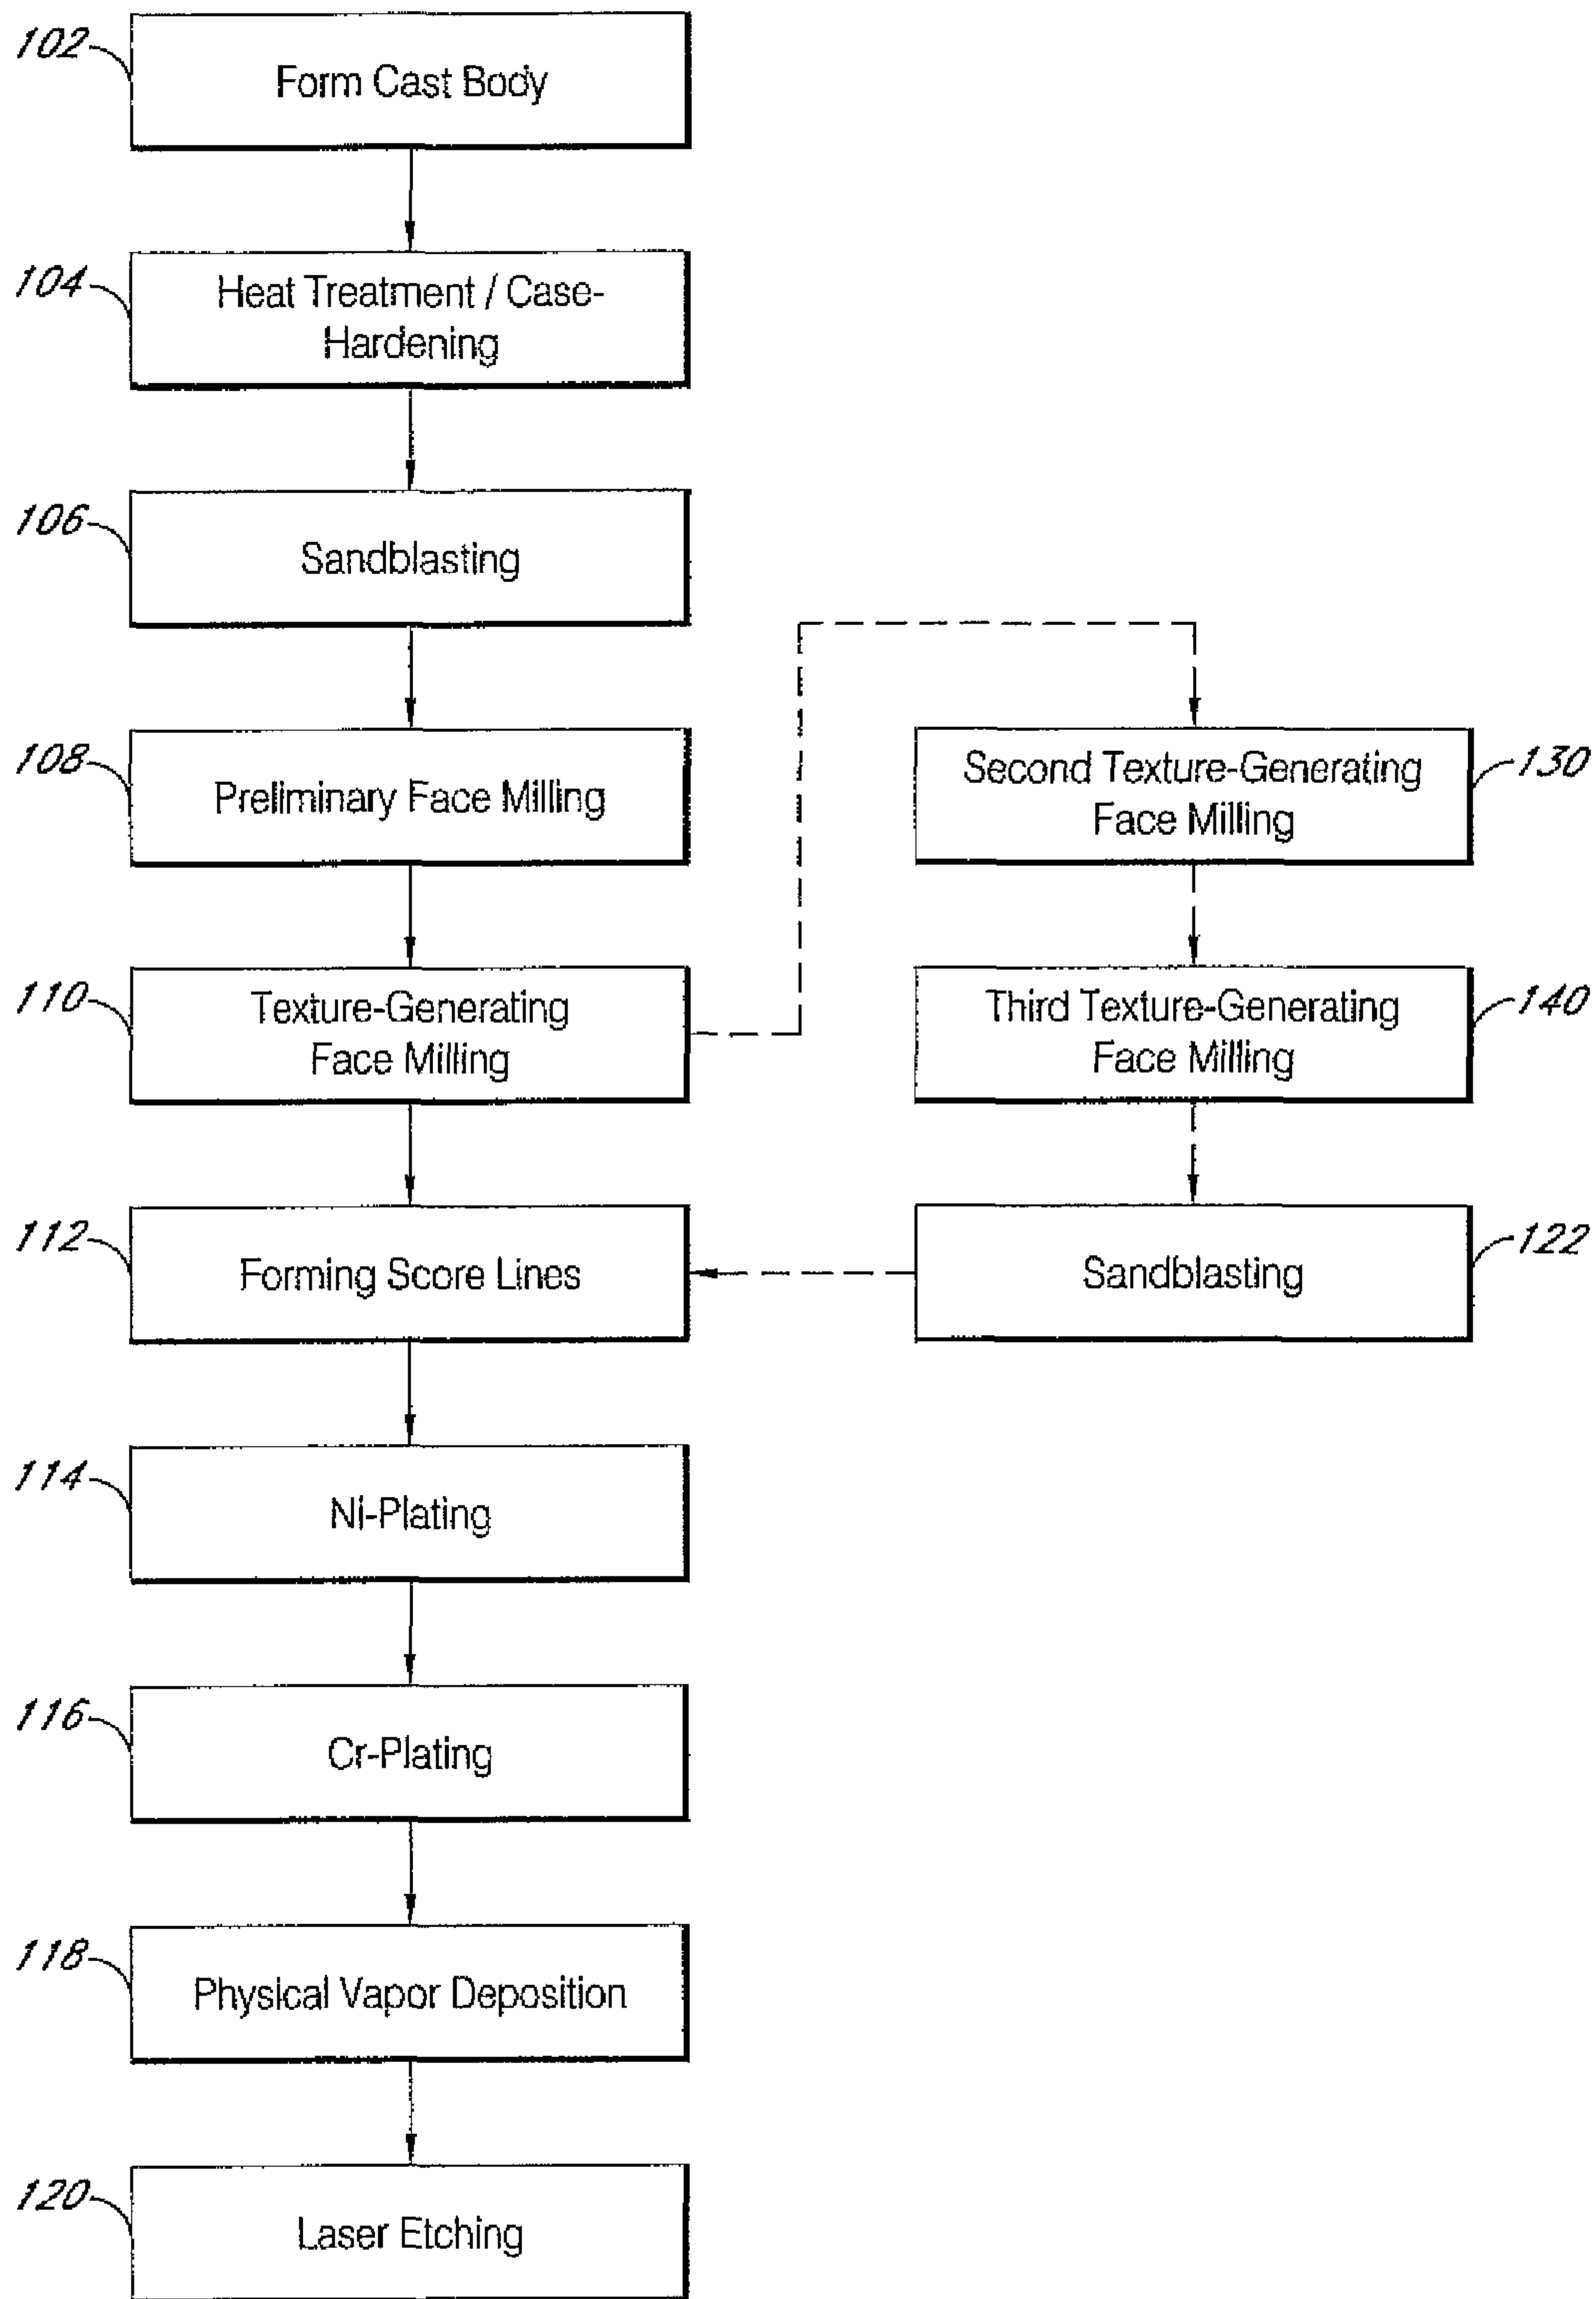 102
Form Cast Body
104
Heat Treatment / Case-
Hardening
106
Sandblasting
108
Preliminary Face Milling
Second Texture-Generating
Face Milling
130
110
Texture-Generating
Face Milling
Third Texture-Generating
Face Milling
140
112
Forming Score Lines
Sandblasting
122
114
Ni-Plating
116
Cr-Plating
118
Physical Vapor Deposition
120
Laser Etching